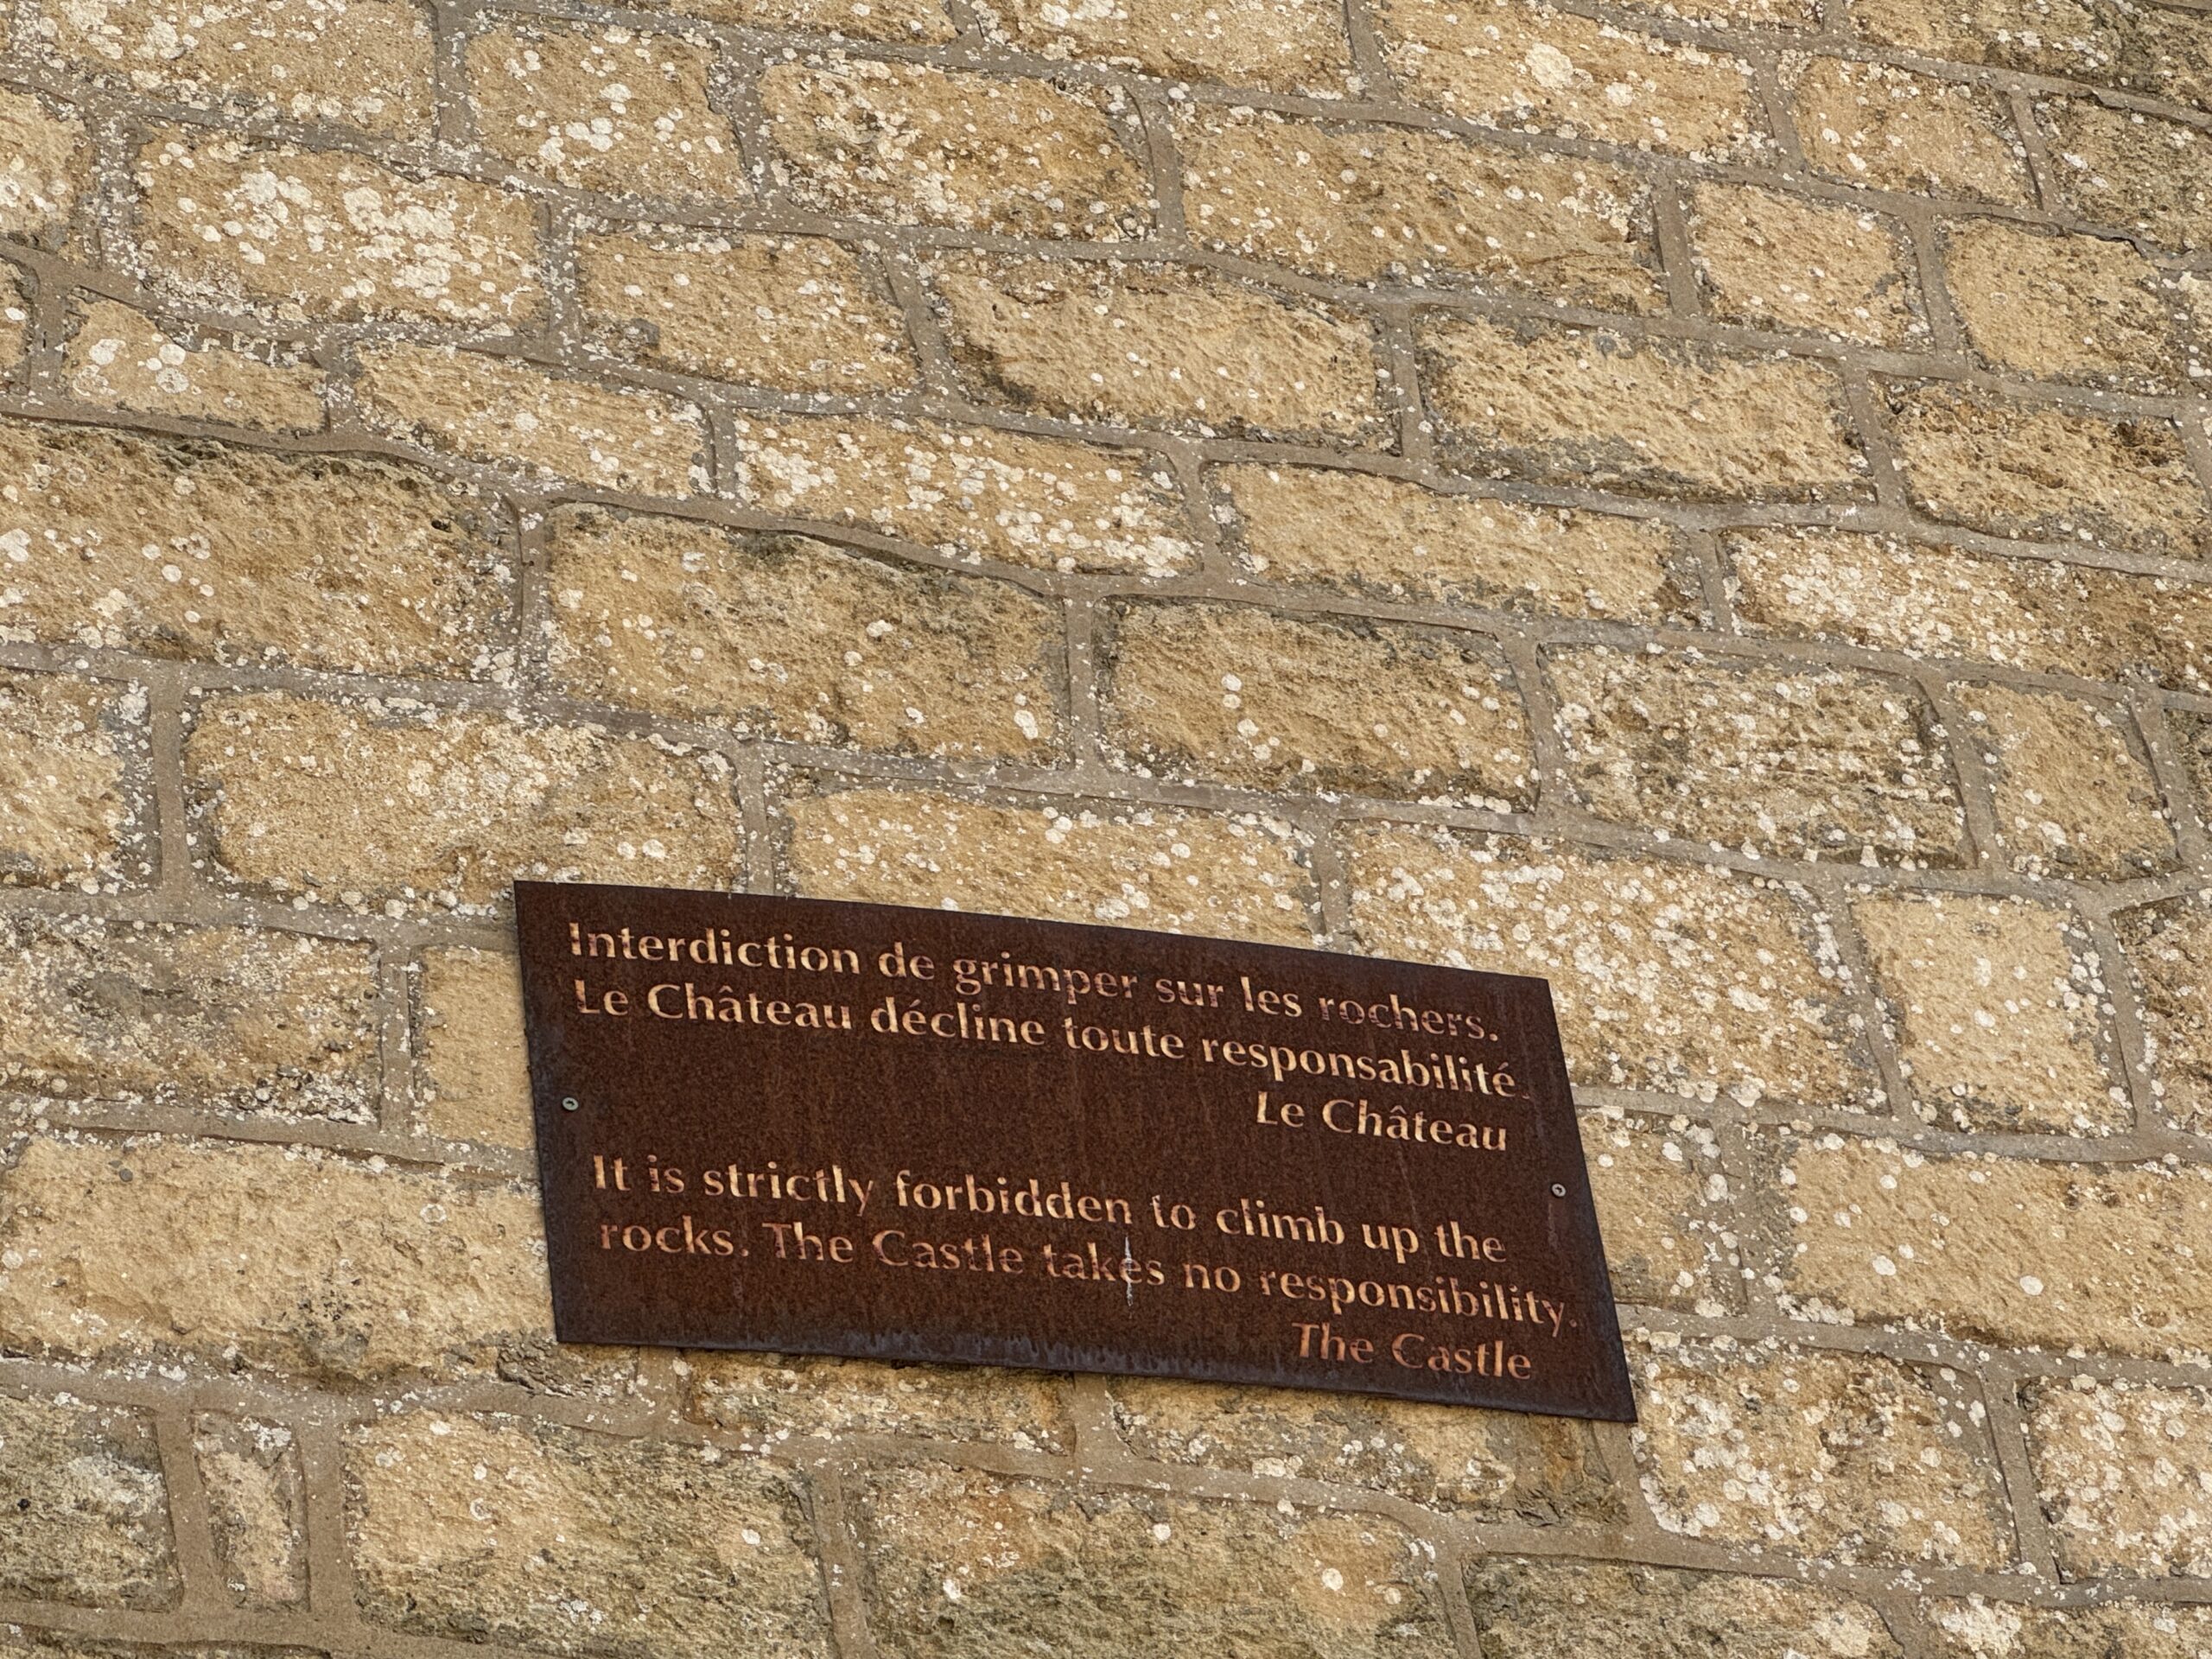 Interdiction de grimper sur les rochers.
Le Château décline toute responsabilité.
Le Château
It is strictly forbidden to climb up the
rocks. The Castle takes no responsibility.
The Castle